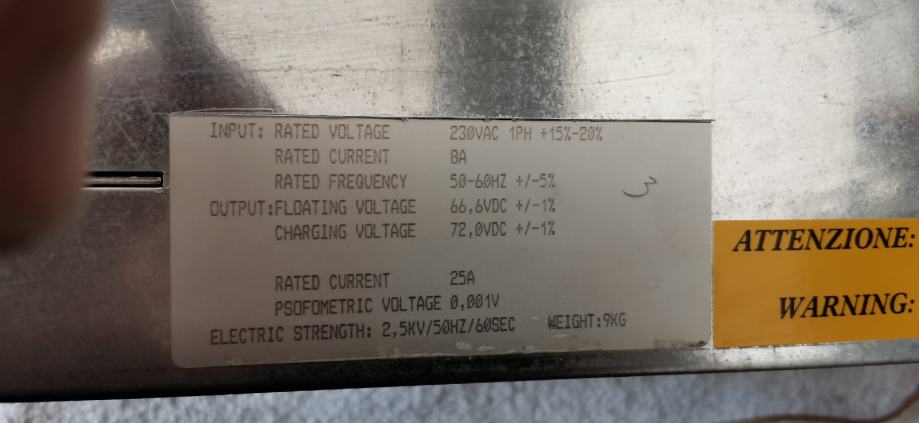 INPUT: RATED VOLTAGE 230VAC 1PH +15%-20%
RATED CURRENT 8A
RATED FREQUENCY 50-60HZ +/-5%
OUTPUT:FLOATING VOLTAGE 66,6VDC +/-1%
CHARGING VOLTAGE 72,0VDC +/-1%
RATED CURRENT 25A
PSOFOMETRIC VOLTAGE 0,001V
ELECTRIC STRENGTH: 2,5KV/50HZ/60SEC WEIGHT:9KG
3
ATTENZIONE:
WARNING: